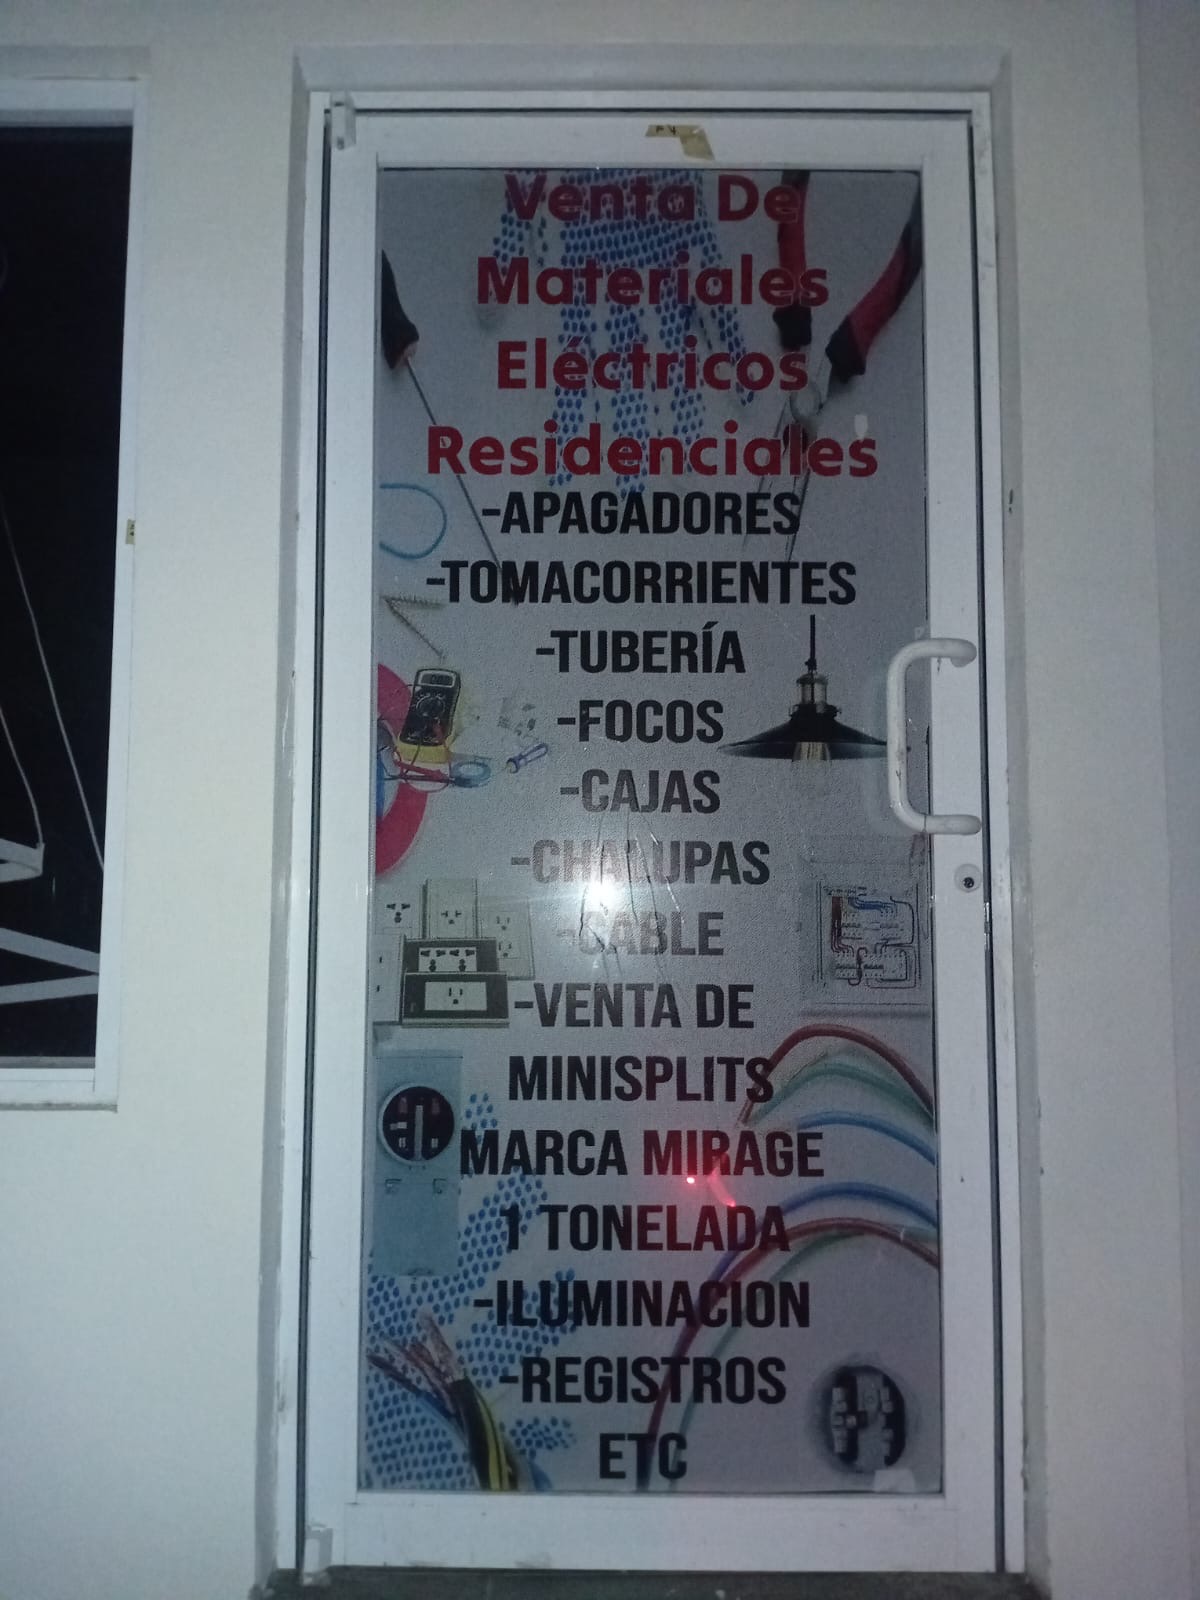 Venta De
Materiales
Eléctricos
Residenciales
-APAGADORES
-TOMACORRIENTES
-TUBERÍA
-FOCOS
-CAJAS
-CHALUPAS
-CABLE
-VENTA DE
MINISPLITS
MARCA MIRAGE
1 TONELADA
-ILUMINACION
-REGISTROS
ETC